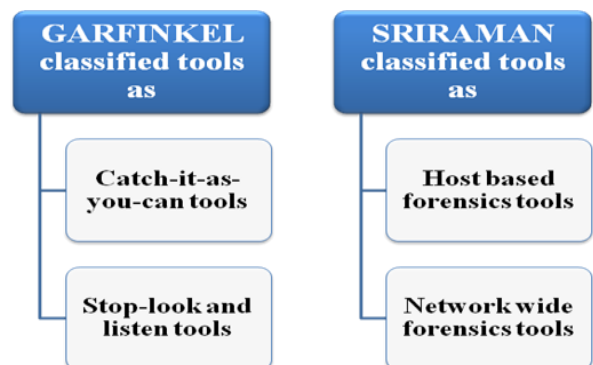 GARFINKEL
classified tools
as
Catch-it-as-
you-can tools
Stop-look and
listen tools
SRIRAMAN
classified tools
as
Host based
forensics tools
Network wide
forensics tools